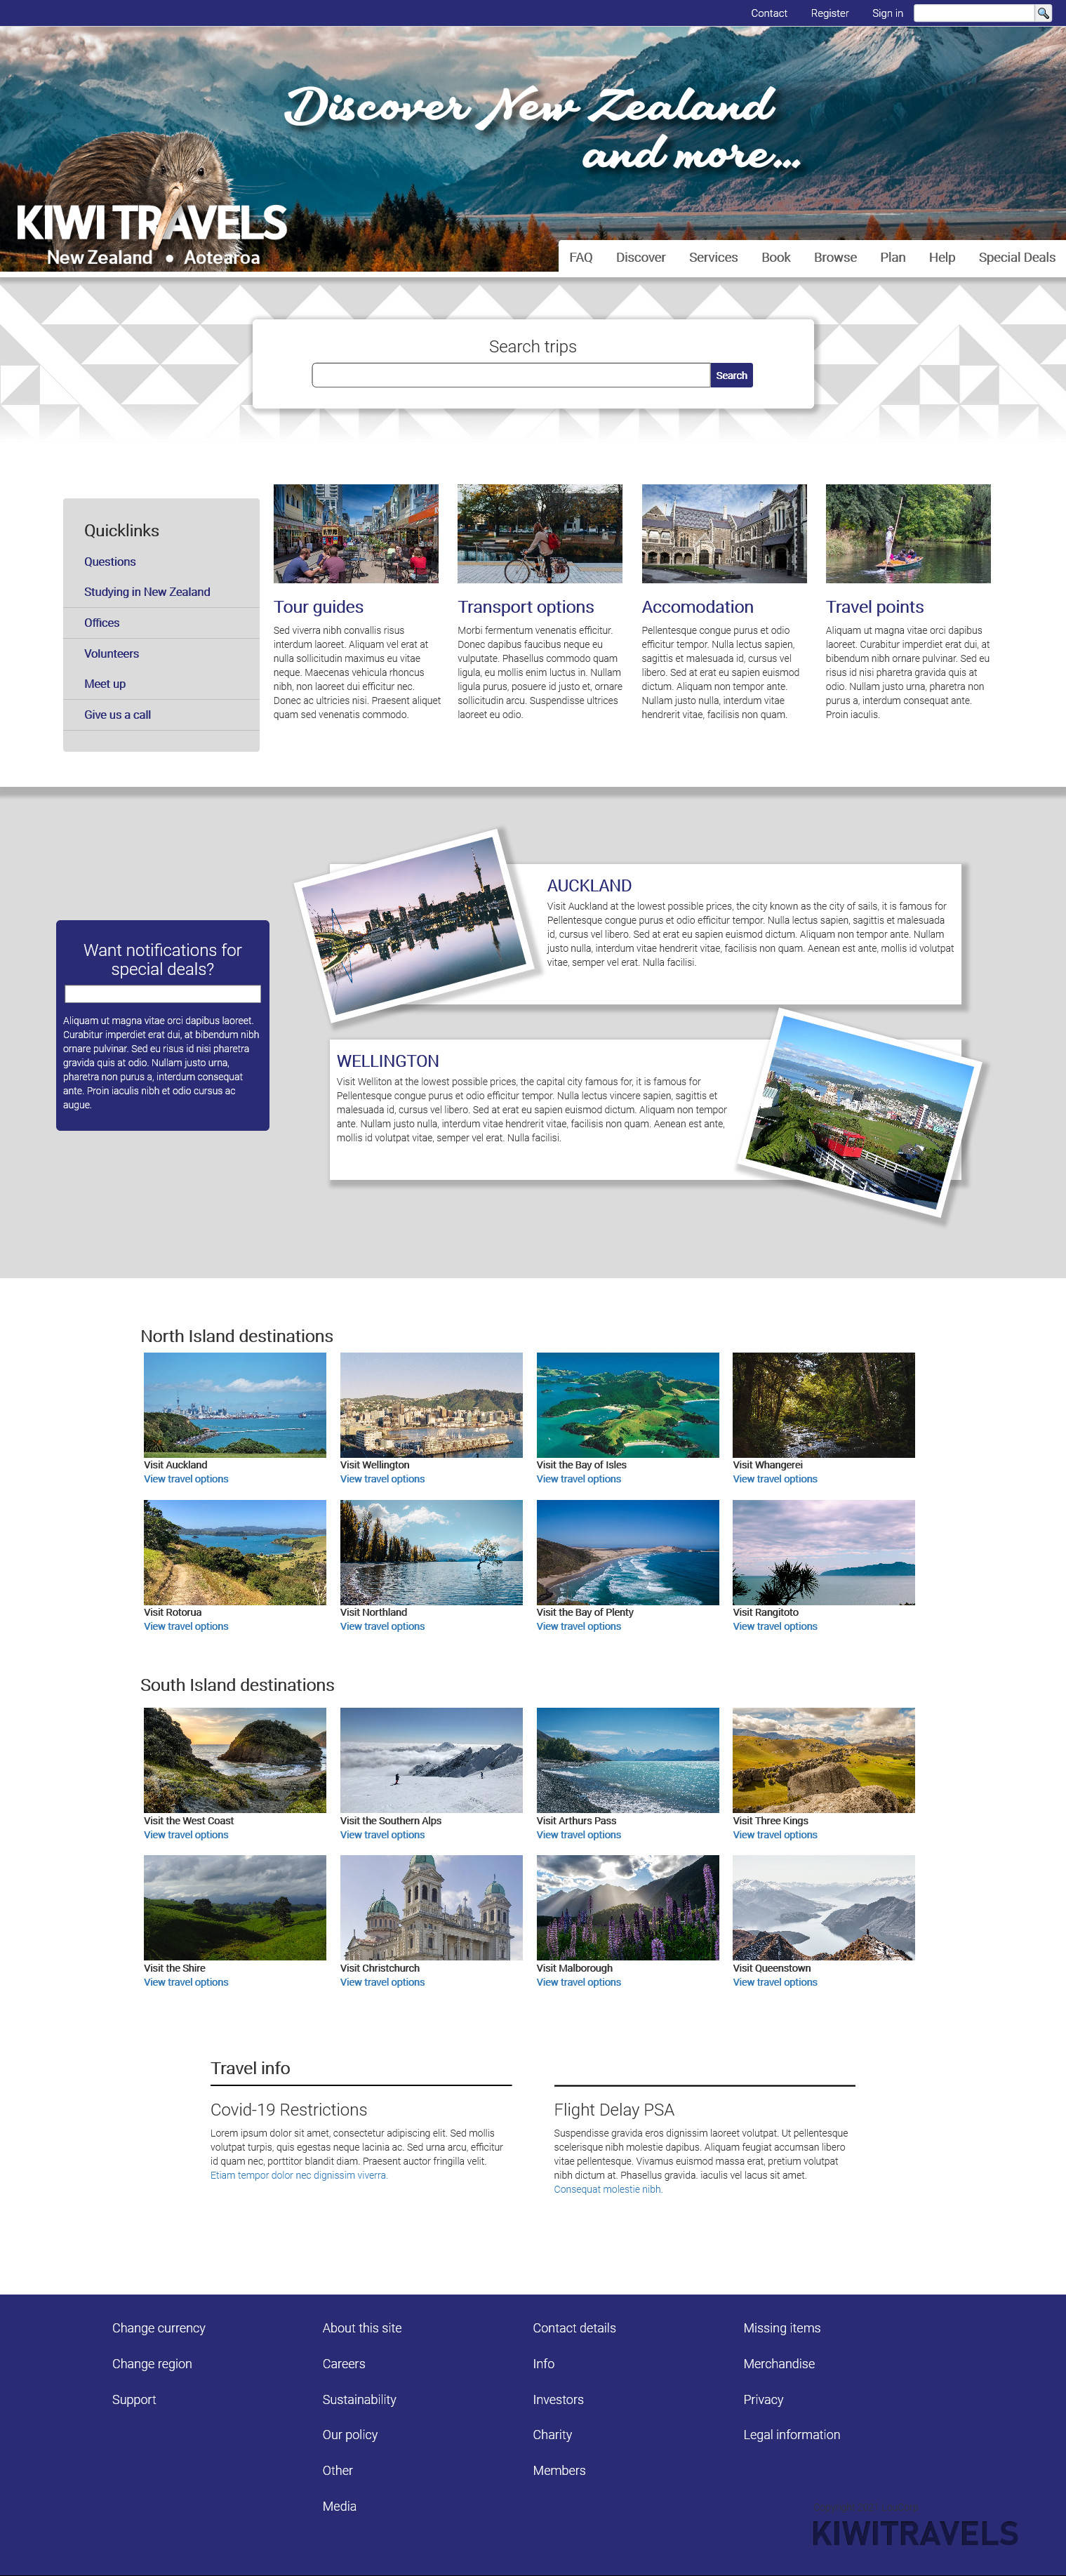 Contact Register Sign in
Discover New Zealand
and more...
KIWI TRAVELS
New Zealand • Aotearoa
FAQ Discover Services Book Browse Plan Help Special Deals
Search trips
Search
Quicklinks
Questions
Studying in New Zealand
Offices
Volunteers
Meet up
Give us a call
Tour guides
Sed viverra nibh convallis risus
interdum laoreet. Aliquam vel erat at
nulla sollicitudin maximus eu vitae
neque. Maecenas vehicula rhoncus
nibh, non laoreet dui efficitur nec.
Donec ac ultricies nisi. Praesent aliquet
quam sed venenatis commodo.
Transport options
Morbi fermentum venenatis efficitur.
Donec dapibus faucibus neque eu
vulputate. Phasellus commodo quam
ligula, eu mollis enim luctus in. Nullam
ligula purus, posuere id justo et, ornare
sollicitudin arcu. Suspendisse ultrices
laoreet eu odio.
Accomodation
Pellentesque congue purus et odio
efficitur tempor. Nulla lectus sapien,
sagittis et malesuada id, cursus vel
libero. Sed at erat eu sapien euismod
dictum. Aliquam non tempor ante.
Nullam justo nulla, interdum vitae
hendrerit vitae, facilisis non quam.
Travel points
Aliquam ut magna vitae orci dapibus
laoreet. Curabitur imperdiet erat dui, at
bibendum nibh ornare pulvinar. Sed eu
risus id nisi pharetra gravida quis at
odio. Nullam justo urna, pharetra non
purus a, interdum consequat ante.
Proin iaculis.
Want notifications for
special deals?
Aliquam ut magna vitae orci dapibus laoreet.
Curabitur imperdiet erat dui, at bibendum nibh
ornare pulvinar. Sed eu risus id nisi pharetra
gravida quis at odio. Nullam justo urna,
pharetra non purus a, interdum consequat
ante. Proin iaculis nibh et odio cursus ac
augue.
AUCKLAND
Visit Auckland at the lowest possible prices, the city known as the city of sails, it is famous for
Pellentesque congue purus et odio efficitur tempor. Nulla lectus sapien, sagittis et malesuada
id, cursus vel libero. Sed at erat eu sapien euismod dictum. Aliquam non tempor ante. Nullam
justo nulla, interdum vitae hendrerit vitae, facilisis non quam. Aenean est ante, mollis id volutpat
vitae, semper vel erat. Nulla facilisi.
WELLINGTON
Visit Welliton at the lowest possible prices, the capital city famous for, it is famous for
Pellentesque congue purus et odio efficitur tempor. Nulla lectus vincere sapien, sagittis et
malesuada id, cursus vel libero. Sed at erat eu sapien euismod dictum. Aliquam non tempor
ante. Nullam justo nulla, interdum vitae hendrerit vitae, facilisis non quam. Aenean est ante,
mollis id volutpat vitae, semper vel erat. Nulla facilisi.
North Island destinations
Visit Auckland
View travel options
Visit Wellington
View travel options
Visit the Bay of Isles
View travel options
Visit Whangerei
View travel options
Visit Rotorua
View travel options
Visit Northland
View travel options
Visit the Bay of Plenty
View travel options
Visit Rangitoto
View travel options
South Island destinations
Visit the West Coast
View travel options
Visit the Southern Alps
View travel options
Visit Arthurs Pass
View travel options
Visit Three Kings
View travel options
Visit the Shire
View travel options
Visit Christchurch
View travel options
Visit Malborough
View travel options
Visit Queenstown
View travel options
Travel info
Covid-19 Restrictions
Lorem ipsum dolor sit amet, consectetur adipiscing elit. Sed mollis
volutpat turpis, quis egestas neque lacinia ac. Sed urna arcu, efficitur
id quam nec, porttitor blandit diam. Praesent auctor fringilla velit.
Etiam tempor dolor nec dignissim viverra.
Flight Delay PSA
Suspendisse gravida eros dignissim laoreet volutpat. Ut pellentesque
scelerisque nibh molestie dapibus. Aliquam feugiat accumsan libero
vitae pellentesque. Vivamus euismod massa erat, pretium volutpat
nibh dictum at. Phasellus gravida. iaculis vel lacus sit amet.
Consequat molestie nibh.
Change currency
Change region
Support
About this site
Careers
Sustainability
Our policy
Other
Media
Contact details
Info
Investors
Charity
Members
Missing items
Merchandise
Privacy
Legal information
KIWITRAVELS